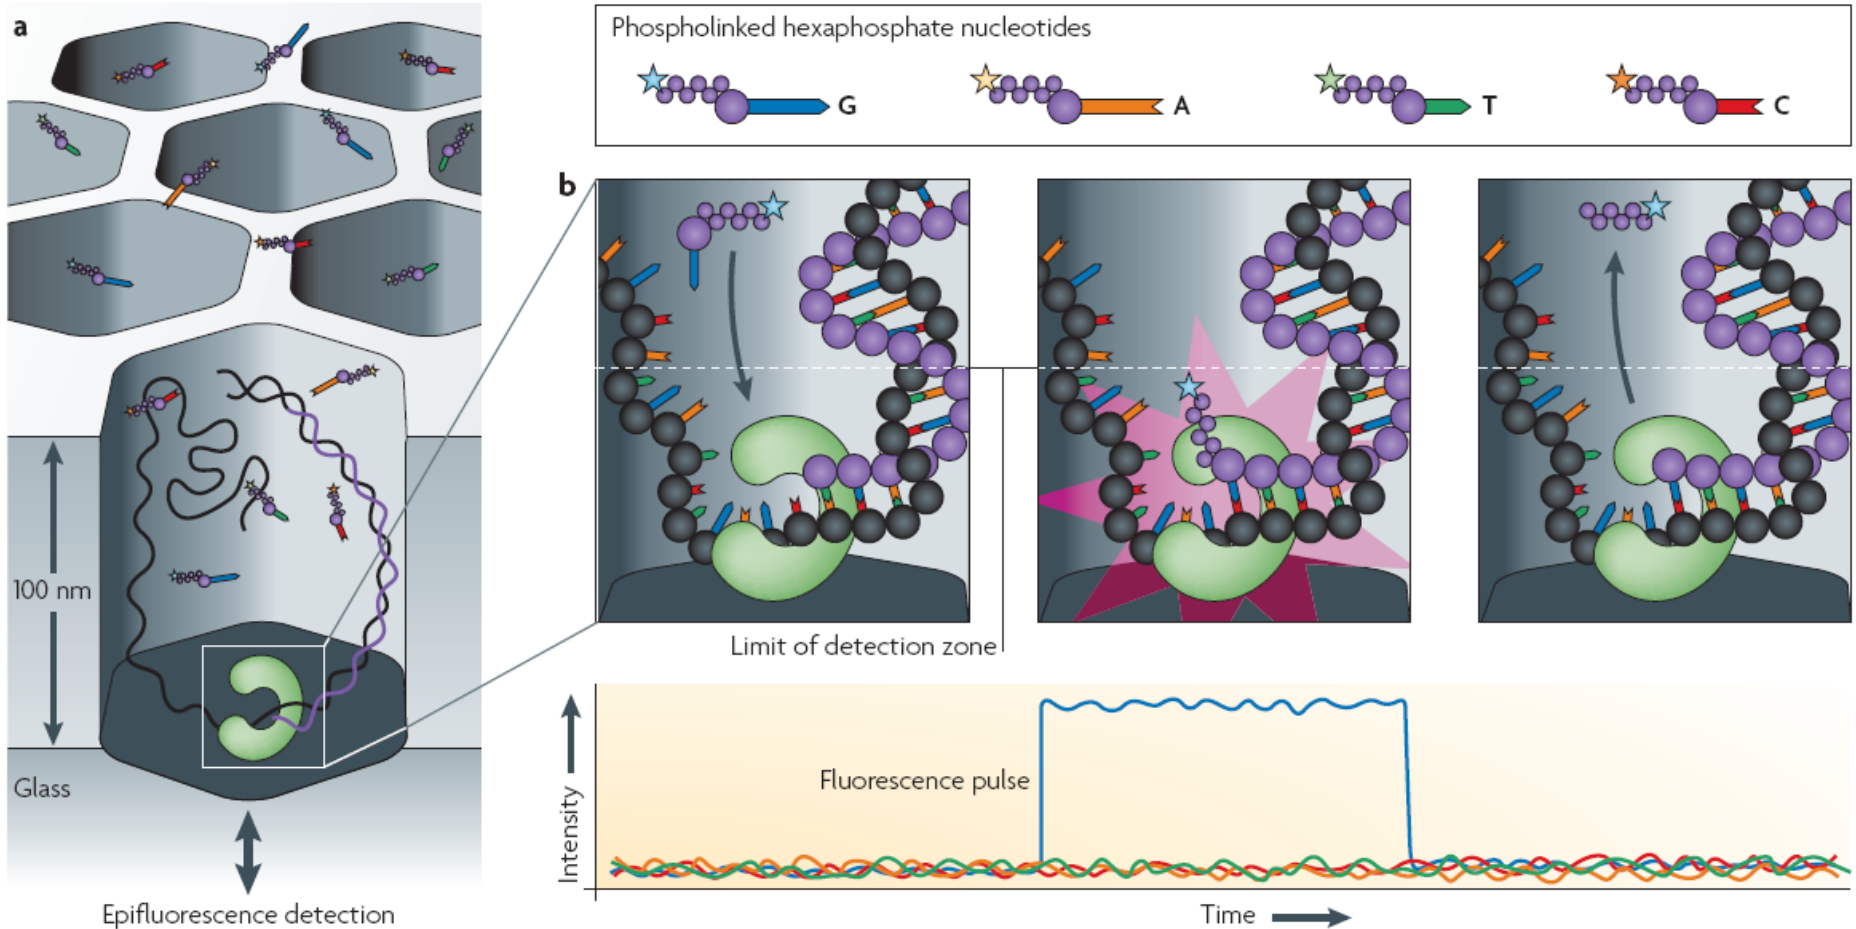 a
Phospholinked hexaphosphate nucleotides
G
A
T
C
b
100 nm
Limit of detection zone
Glass
Fluorescence pulse
Intensity
Epifluorescence detection
Time